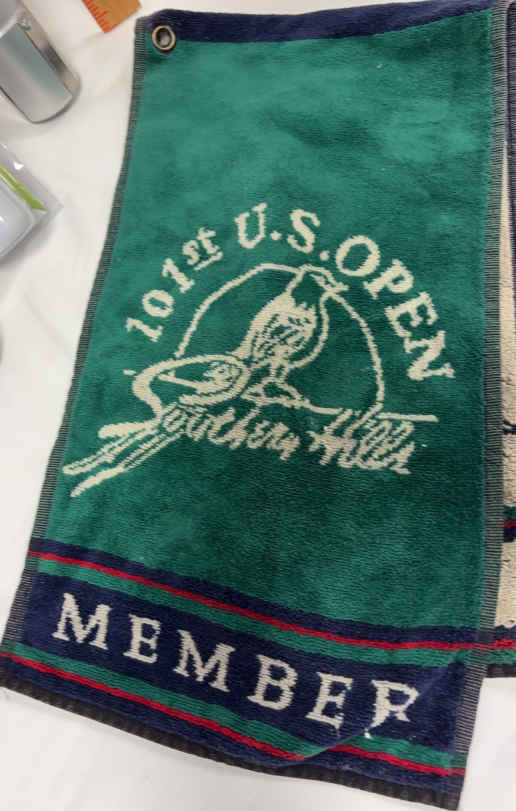 101st U.S. OPEN
Southern Hills
MEMBER